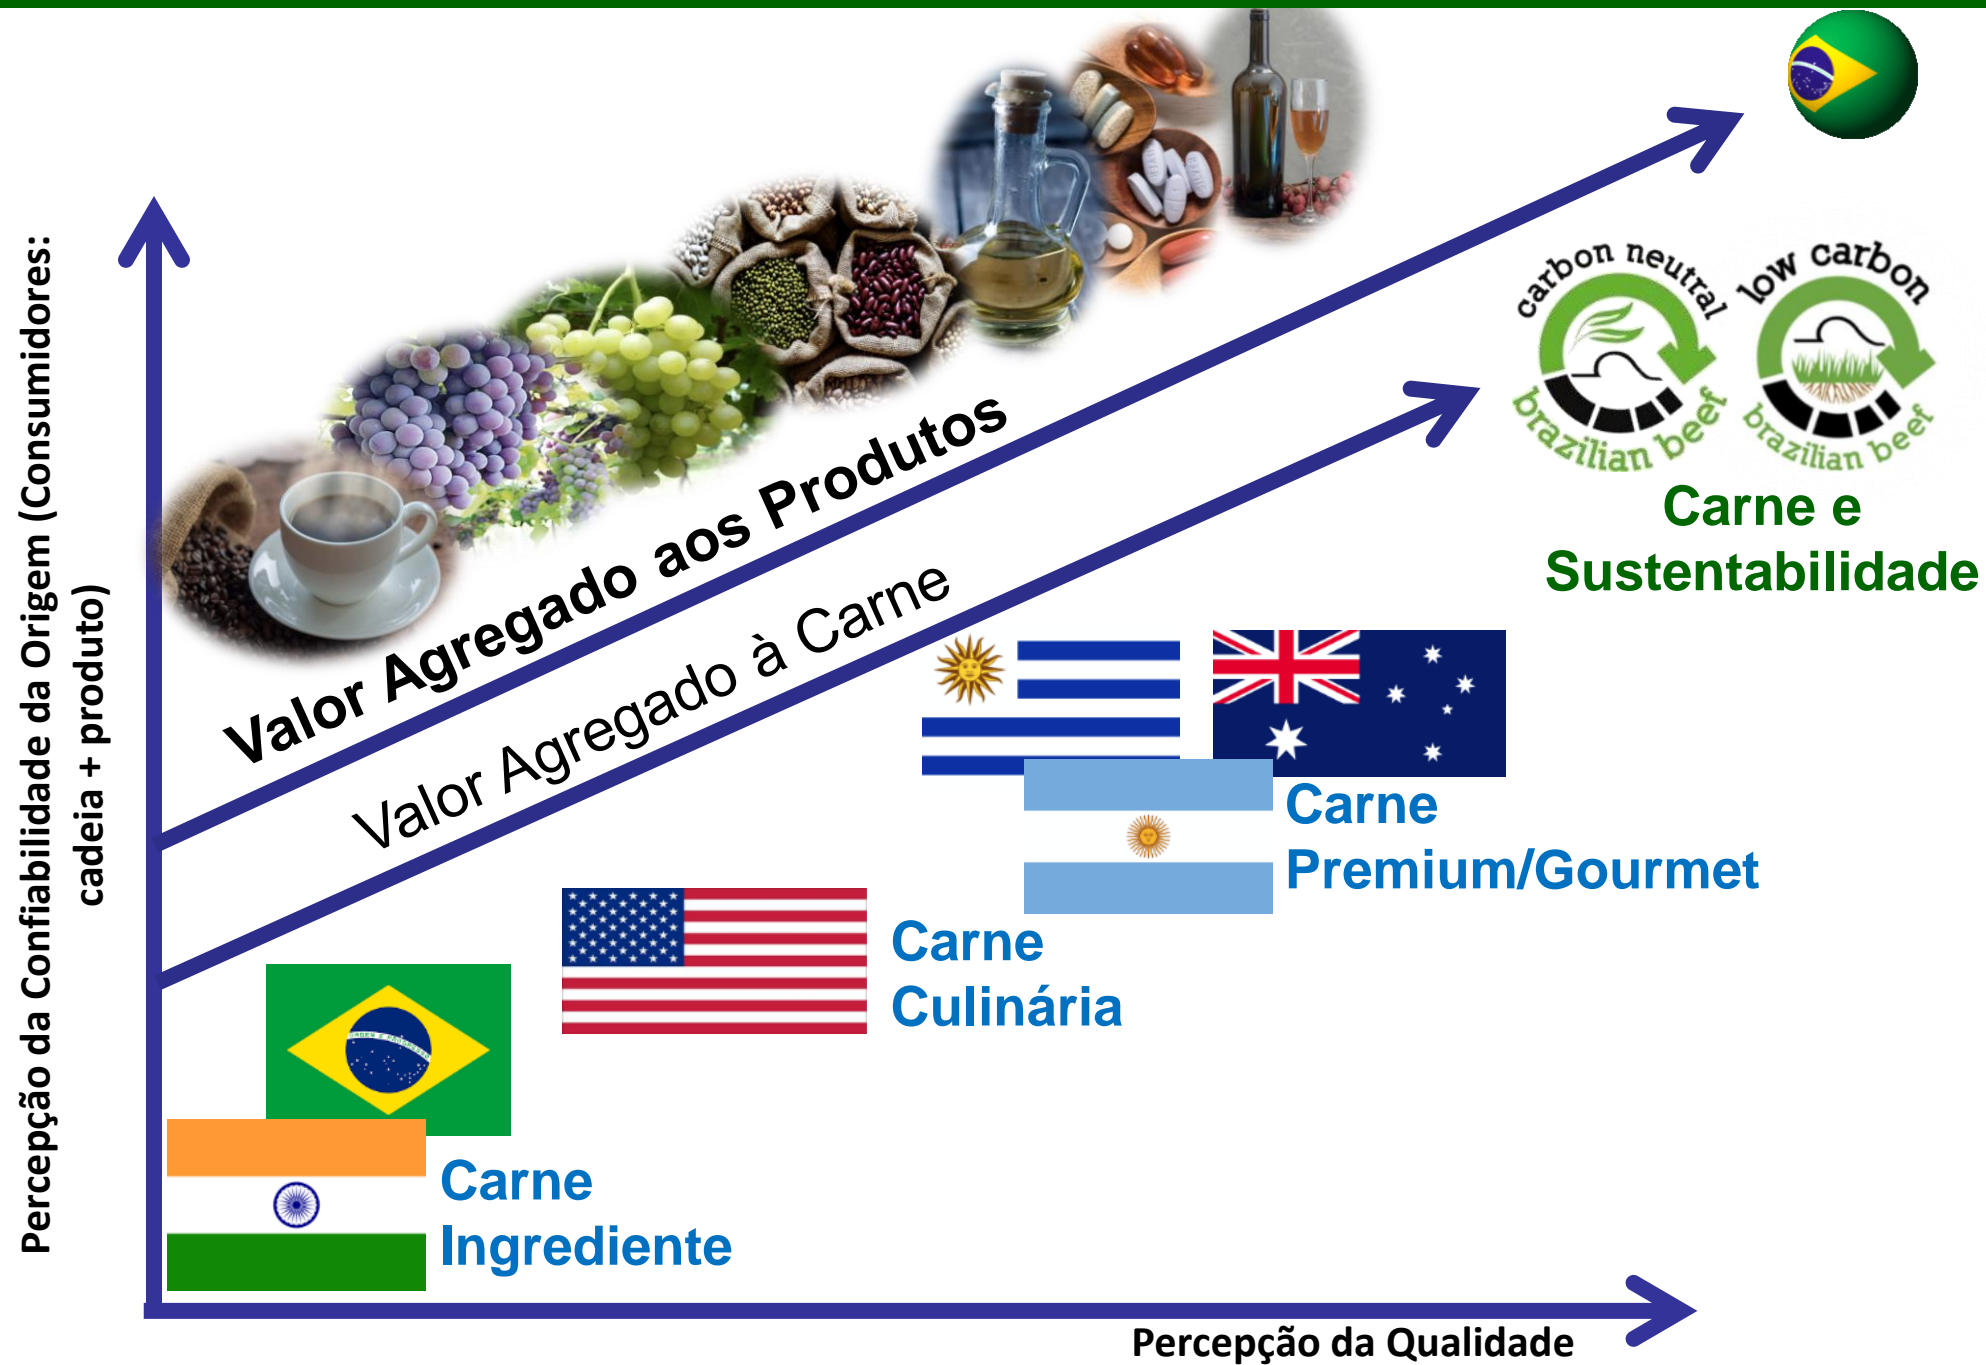 Percepção da Confiabilidade da Origem (Consumidores:
cadeia + produto)
Valor Agregado aos Produtos
Valor Agregado à Carne
carbon neutral
brazilian beef
low carbon
brazilian beef
Carne e
Sustentabilidade
Carne
Premium/Gourmet
Carne
Culinária
Carne
Ingrediente
Percepção da Qualidade